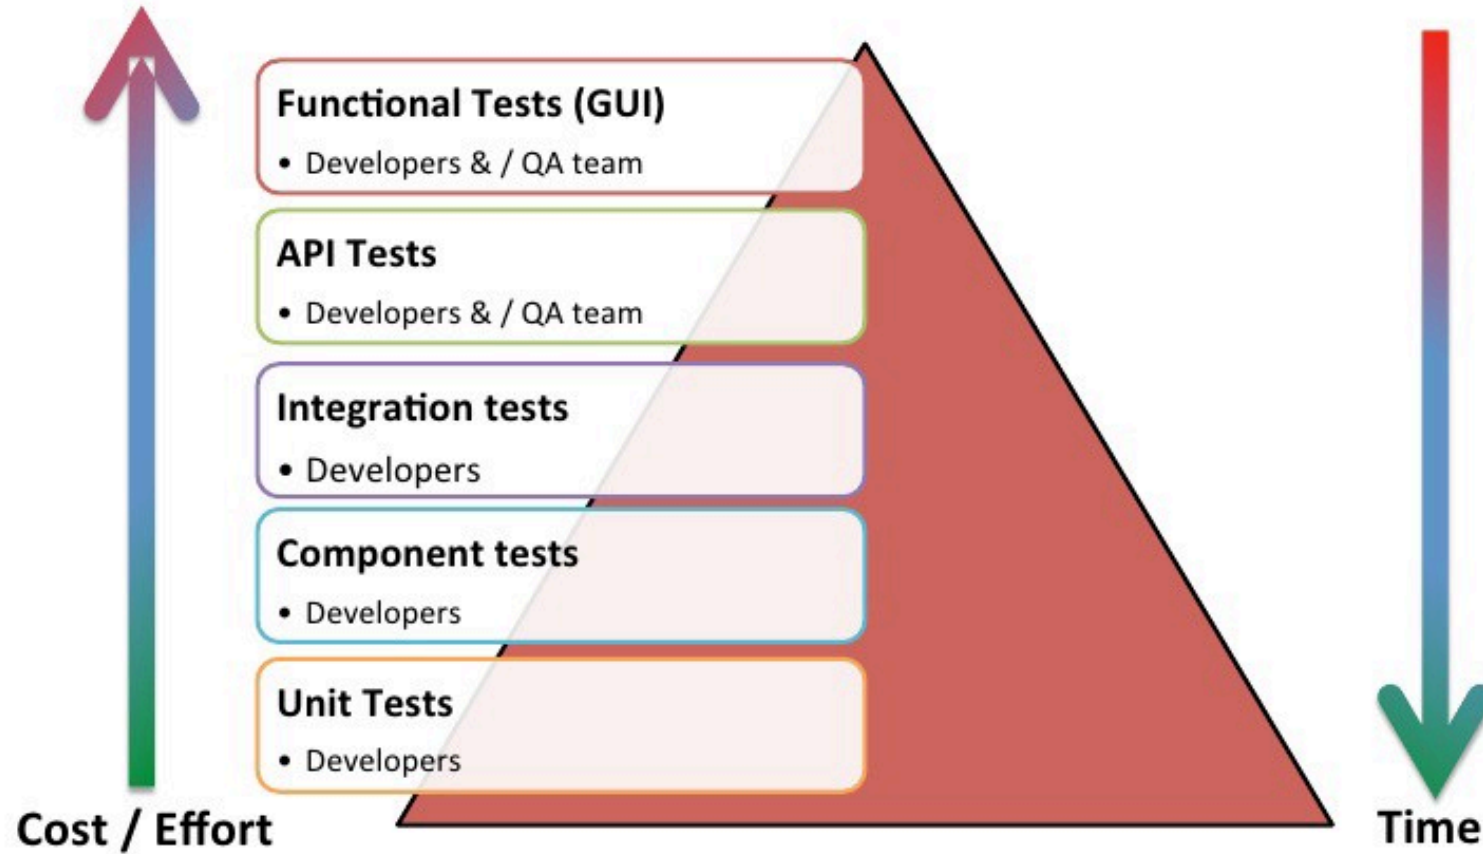 Functional Tests (GUI)
• Developers & / QA team
API Tests
• Developers & / QA team
Integration tests
• Developers
Component tests
• Developers
Unit Tests
• Developers
Cost / Effort
Time